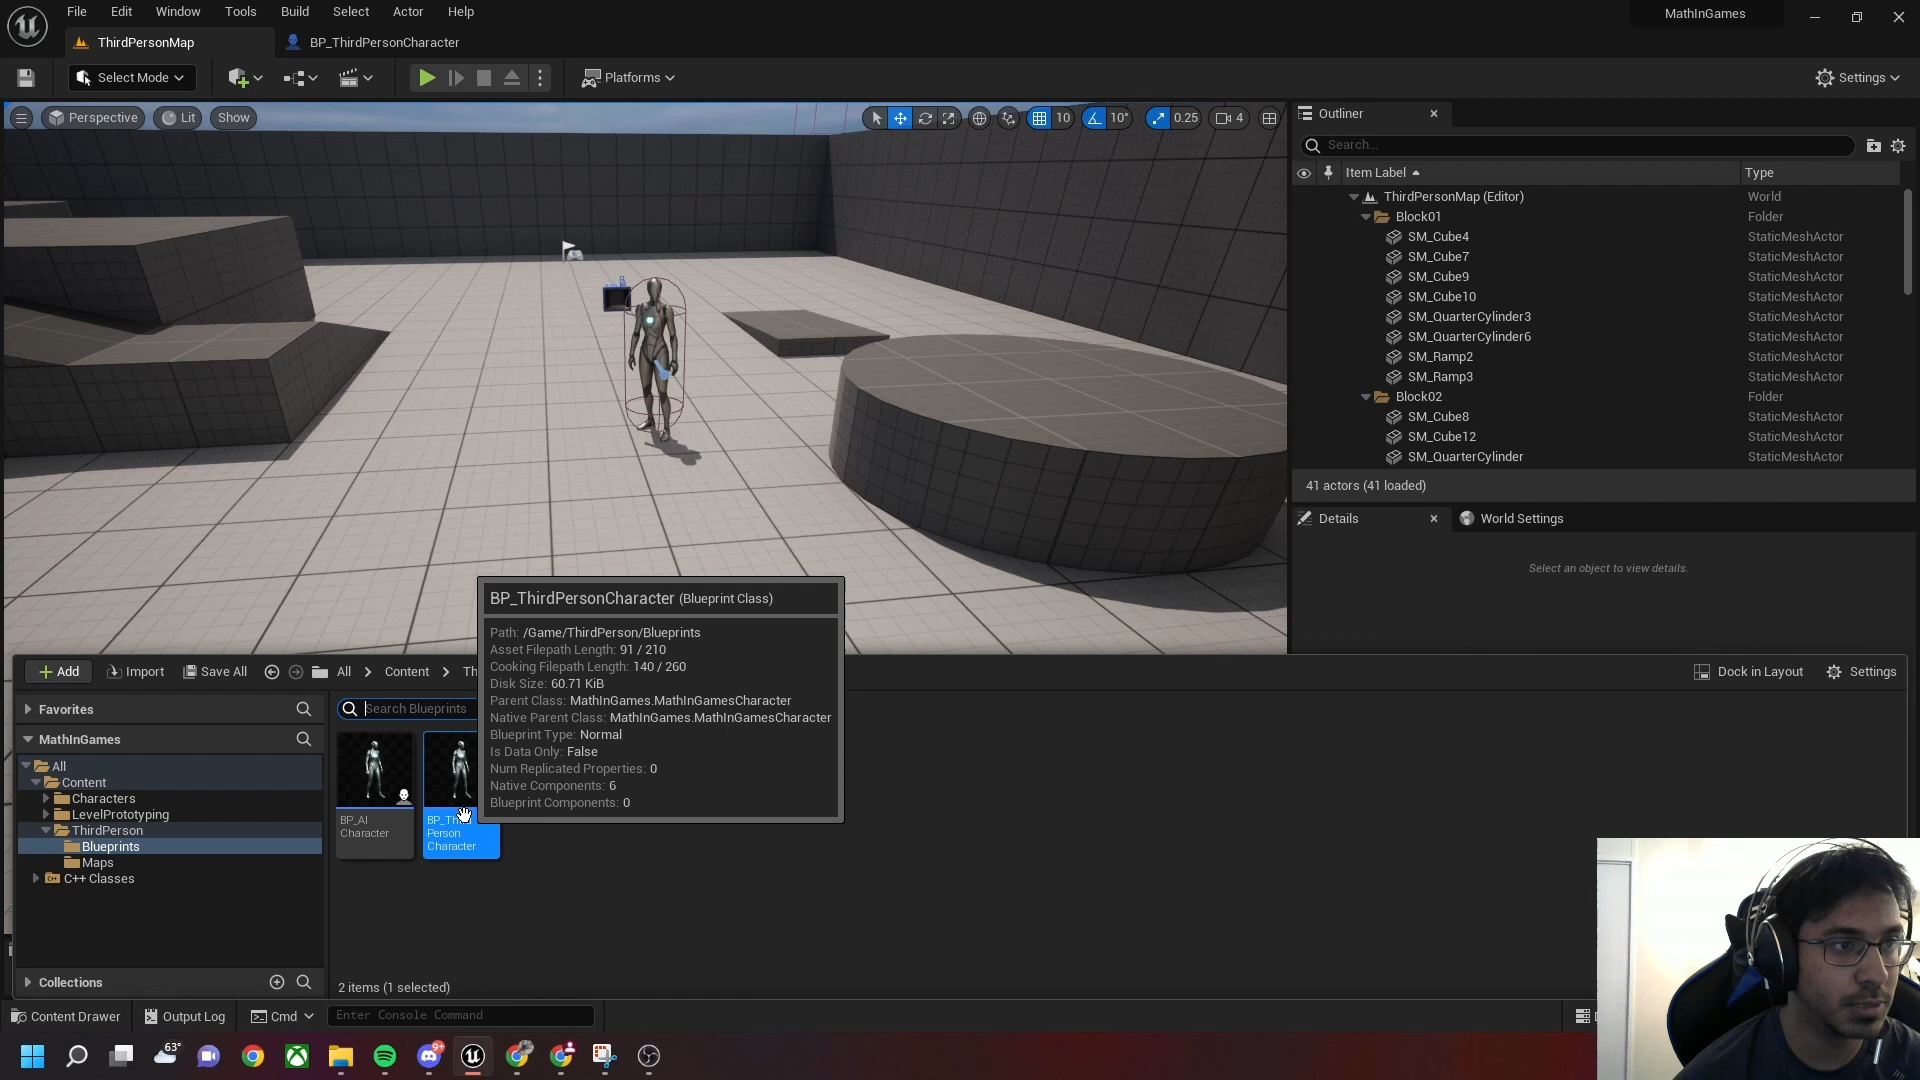 File Edit Window Tools Build Select Actor Help
MathInGames
ThirdPersonMap
BP_ThirdPersonCharacter
Select Mode
Platforms
Settings
Perspective
Lit
Show
10
10°
0.25
4
Outliner
Search...
Item Label
Type
ThirdPersonMap (Editor) World
Block01 Folder
SM_Cube4 StaticMeshActor
SM_Cube7 StaticMeshActor
SM_Cube9 StaticMeshActor
SM_Cube10 StaticMeshActor
SM_QuarterCylinder3 StaticMeshActor
SM_QuarterCylinder6 StaticMeshActor
SM_Ramp2 StaticMeshActor
SM_Ramp3 StaticMeshActor
Block02 Folder
SM_Cube8 StaticMeshActor
SM_Cube12 StaticMeshActor
SM_QuarterCylinder StaticMeshActor
41 actors (41 loaded)
Details
World Settings
Select an object to view details.
BP_ThirdPersonCharacter (Blueprint Class)
Path: /Game/ThirdPerson/Blueprints
Asset Filepath Length: 91 / 210
Cooking Filepath Length: 140 / 260
Disk Size: 60.71 KiB
Parent Class: MathInGames.MathInGamesCharacter
Native Parent Class: MathInGames.MathInGamesCharacter
Blueprint Type: Normal
Is Data Only: False
Num Replicated Properties: 0
Native Components: 6
Blueprint Components: 0
Add
Import
Save All
All
Content
Th
Dock in Layout
Settings
Favorites
MathInGames
All
Content
Characters
LevelPrototyping
ThirdPerson
Blueprints
Maps
C++ Classes
Collections
Search Blueprints
BP_AI
Character
BP_Th
Person
Character
2 items (1 selected)
Content Drawer
Output Log
Cmd
Enter Console Command
63°
9+